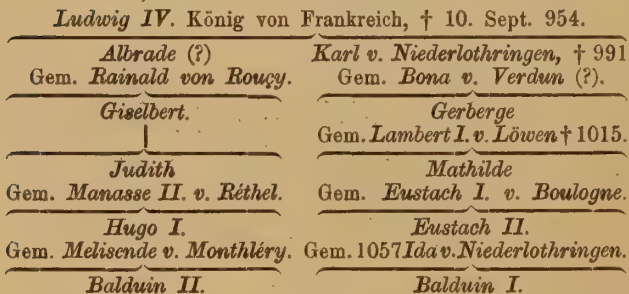 Ludwig IV. König von Frankreich, † 10. Sept. 954.
Albrade (?)
Gem. Rainald von Rouçy.
Giselbert.
Judith
Gem. Manasse II. v. Réthel.
Hugo I.
Gem. Melisende v. Monthléry.
Balduin II.
Karl v. Niederlothringen, † 991
Gem. Bona v. Verdun (?).
Gerberge
Gem. Lambert I. v. Löwen † 1015.
Mathilde
Gem. Eustach I. v. Boulogne.
Eustach II.
Gem. 1057 Ida v. Niederlothringen.
Balduin I.